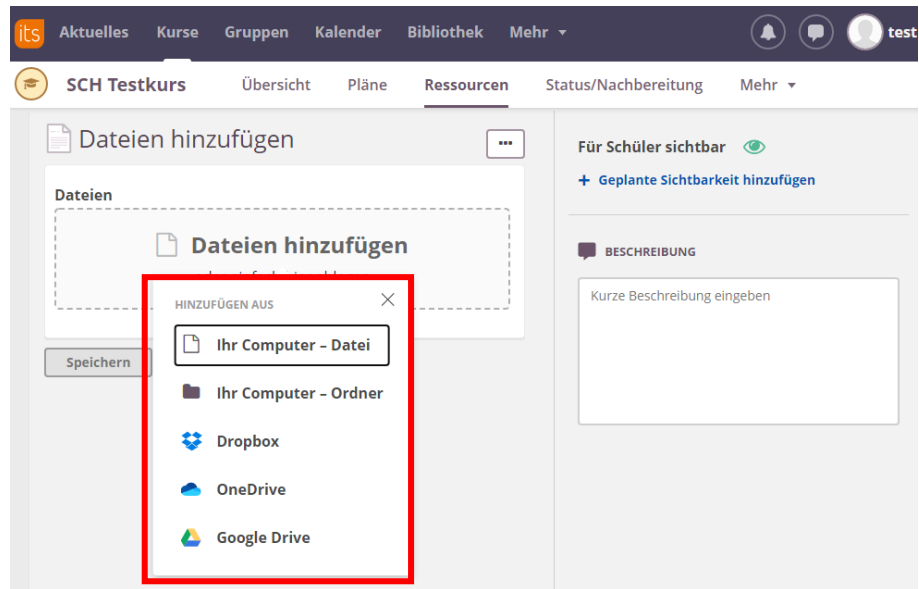 its Aktuelles Kurse Gruppen Kalender Bibliothek Mehr test
SCH Testkurs Übersicht Pläne Ressourcen Status/Nachbereitung Mehr
Dateien hinzufügen
Dateien
Dateien hinzufügen
HINZUFÜGEN AUS
Ihr Computer – Datei
Ihr Computer – Ordner
Dropbox
OneDrive
Google Drive
Speichern
Für Schüler sichtbar
+ Geplante Sichtbarkeit hinzufügen
BESCHREIBUNG
Kurze Beschreibung eingeben